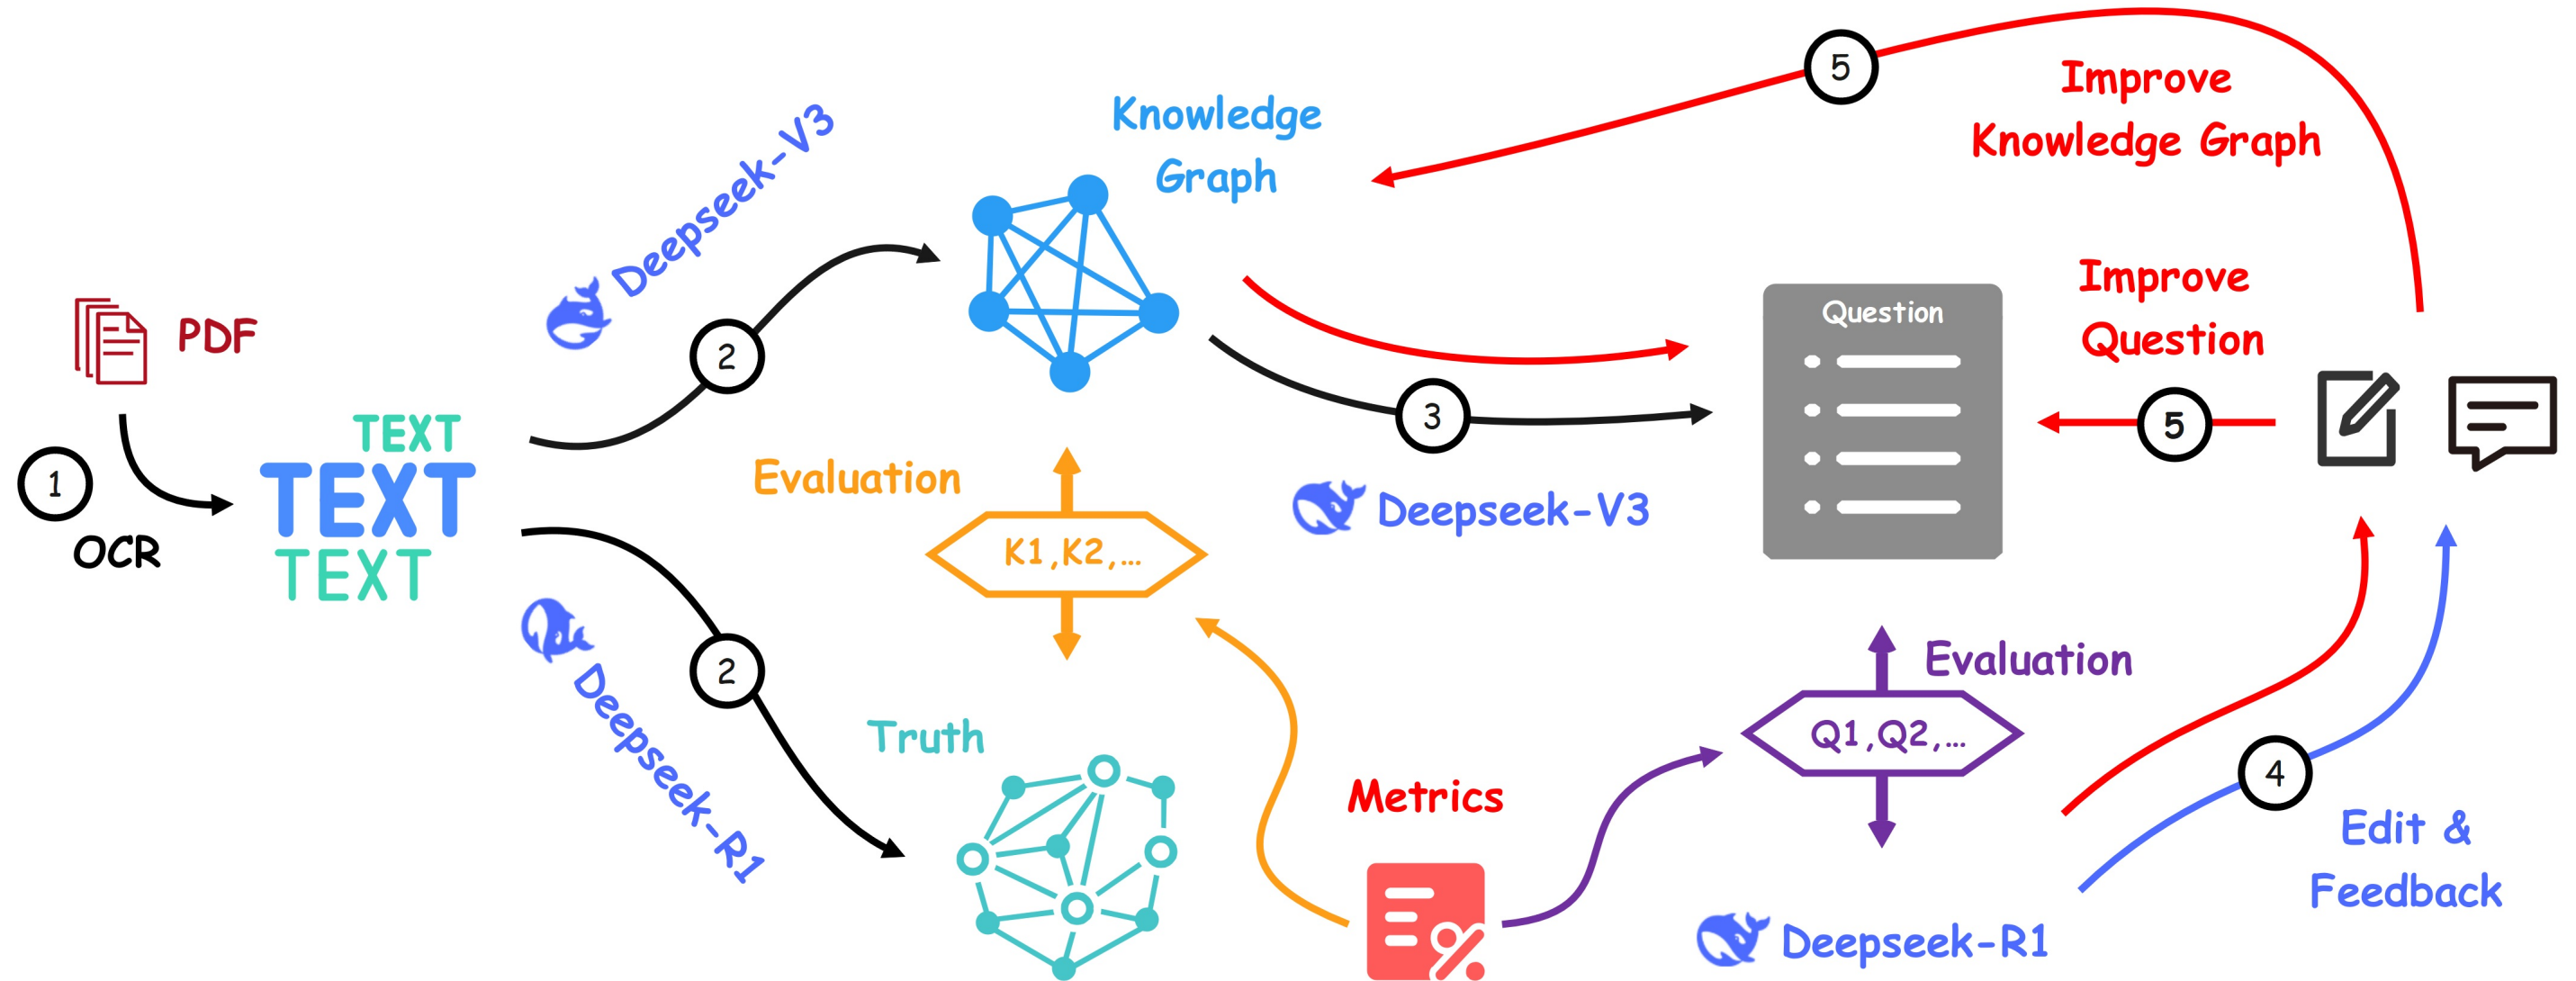 PDF
1
OCR
TEXT
TEXT
TEXT
Deepseek-V3
2
Deepseek-R1
2
Knowledge
Graph
Evaluation
K1,K2,...
Truth
3
Deepseek-V3
Metrics
Question
Evaluation
Q1,Q2,...
Deepseek-R1
4
Edit &
Feedback
5
Improve
Question
5
Improve
Knowledge Graph